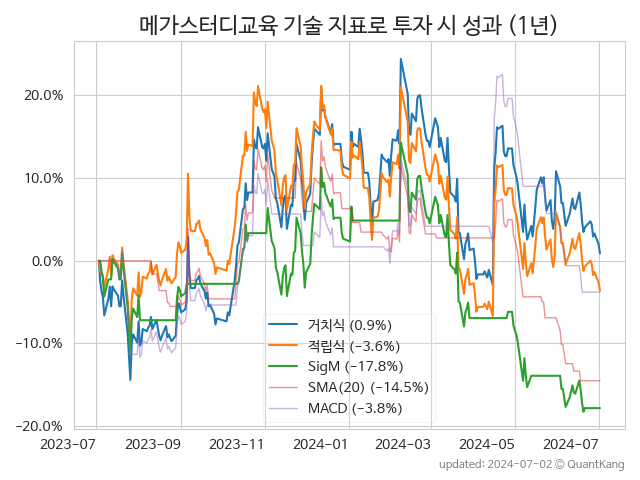 메가스터디교육 기술 지표로 투자 시 성과 (1년)
20.0%
10.0%
0.0%
−10.0%
−20.0%
거치식 (0.9%)
적립식 (−3.6%)
SigM (−17.8%)
SMA(20) (−14.5%)
MACD (−3.8%)
2023-07 2023-09 2023-11 2024-01 2024-03 2024-05 2024-07
updated: 2024-07-02 © QuantKang